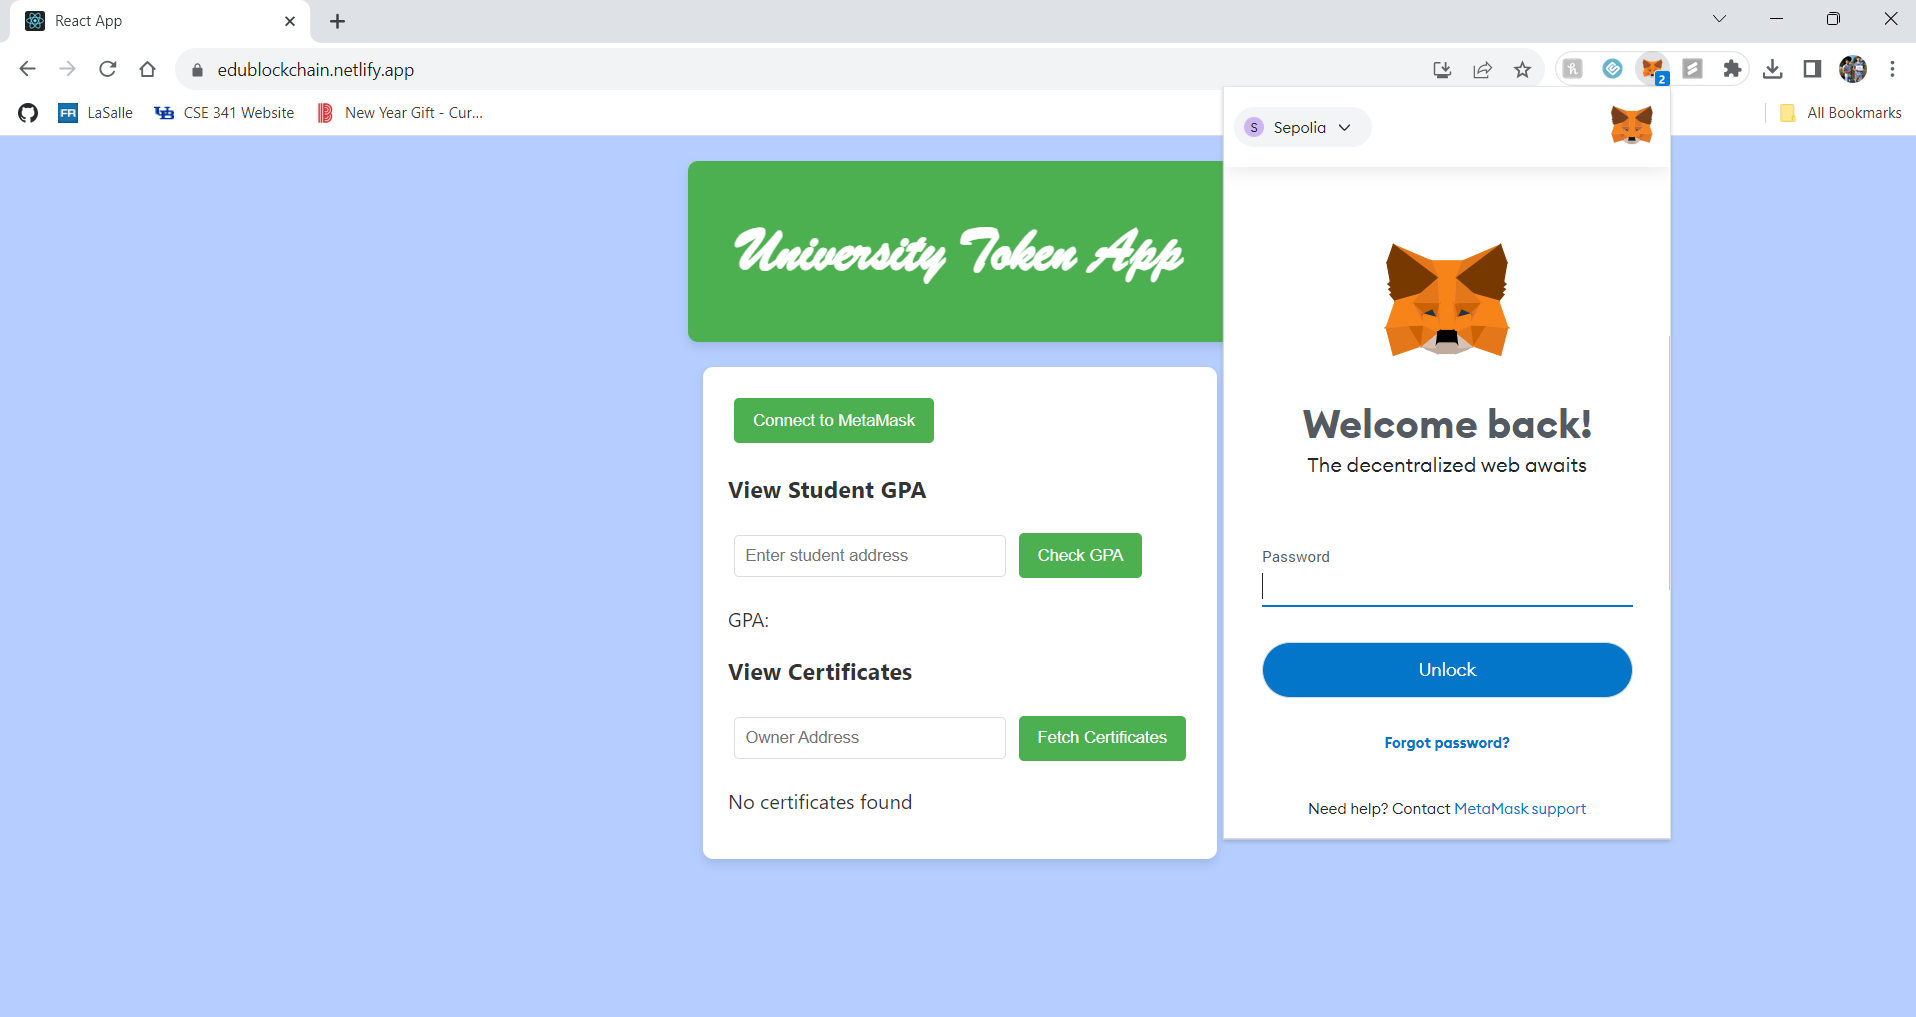 React App
edublockchain.netlify.app
2
LaSalle
CSE 341 Website
New Year Gift - Cur...
All Bookmarks
S Sepolia
University Token App
Connect to MetaMask
View Student GPA
Enter student address
Check GPA
GPA:
View Certificates
Owner Address
Fetch Certificates
No certificates found
Welcome back!
The decentralized web awaits
Password
Unlock
Forgot password?
Need help? Contact MetaMask support